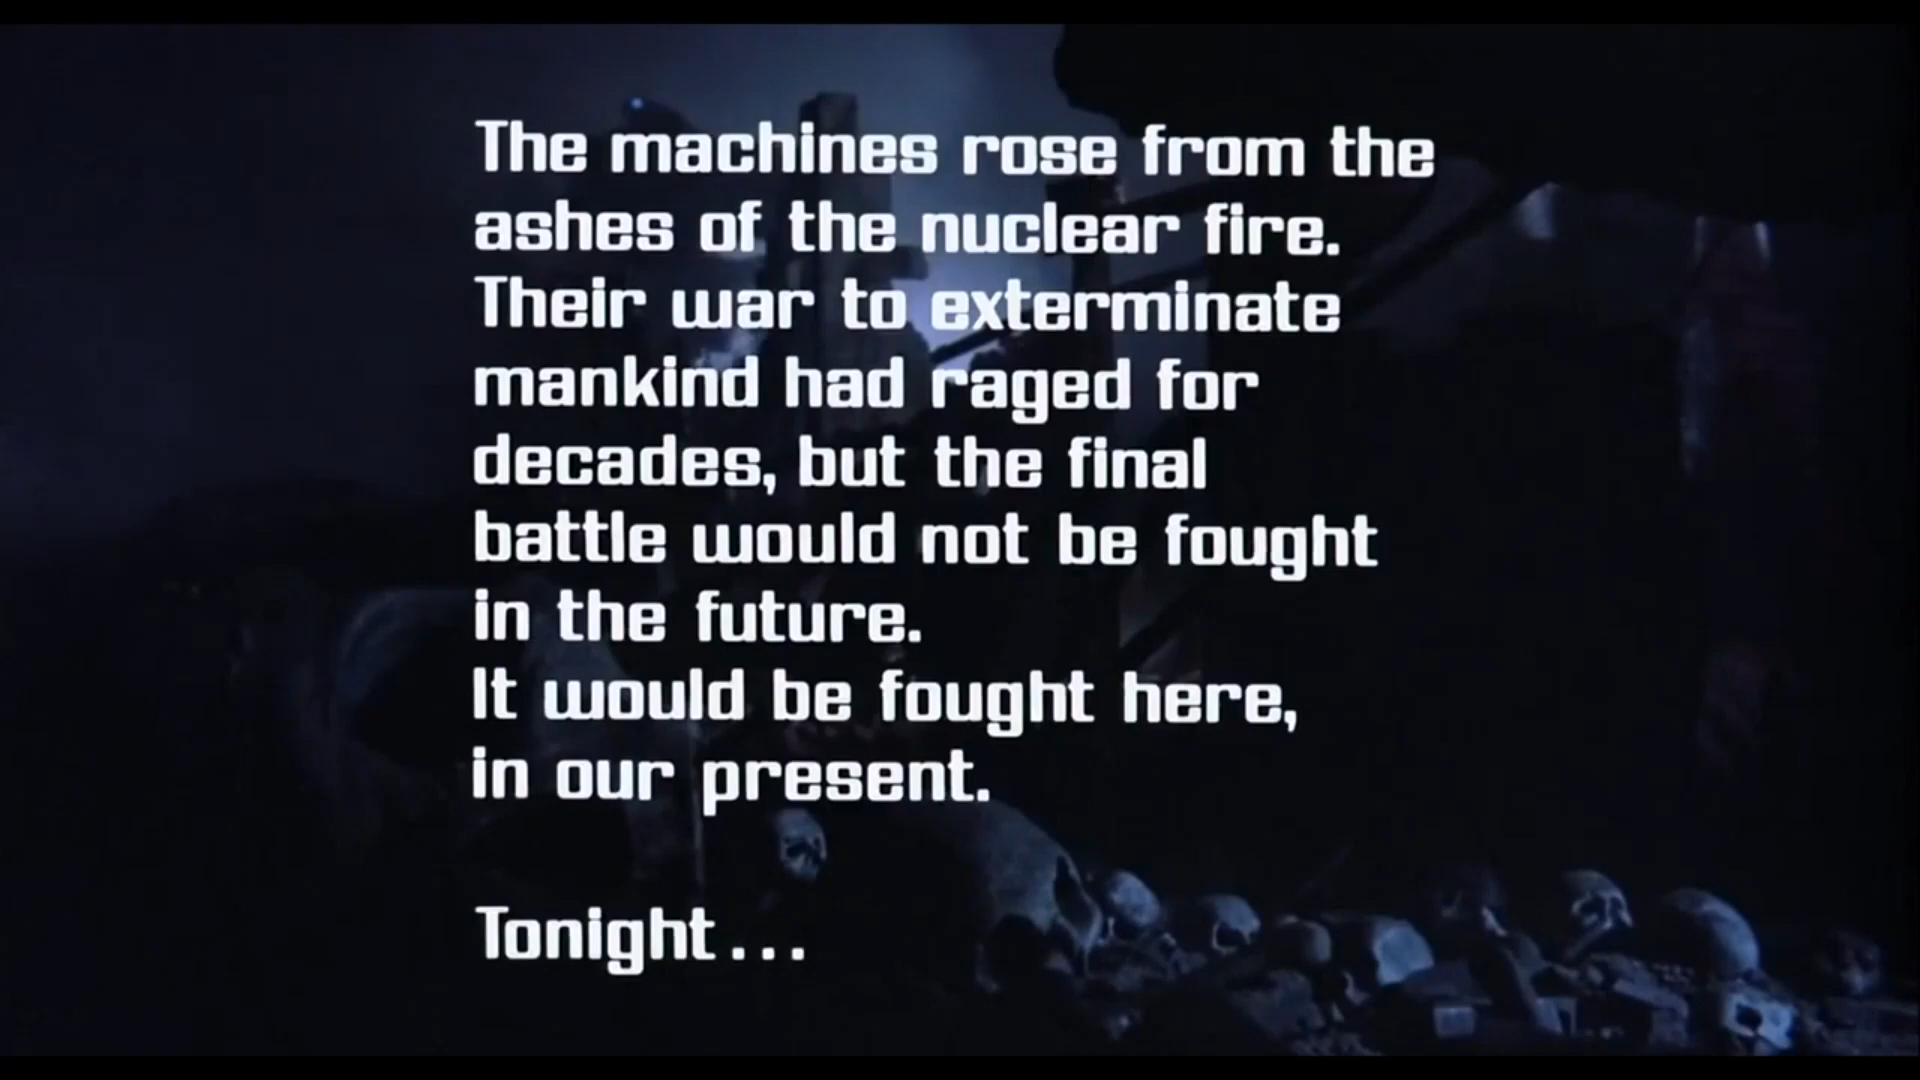 The machines rose from the
ashes of the nuclear fire.
Their war to exterminate
mankind had raged for
decades, but the final
battle would not be fought
in the future.
It would be fought here,
in our present.
Tonight...